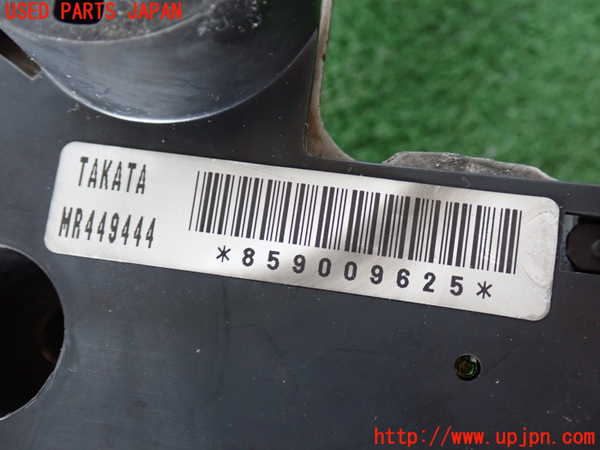 USED PARTS JAPAN
TAKATA
MR449444
*859009625*
http://www.upjpn.com/